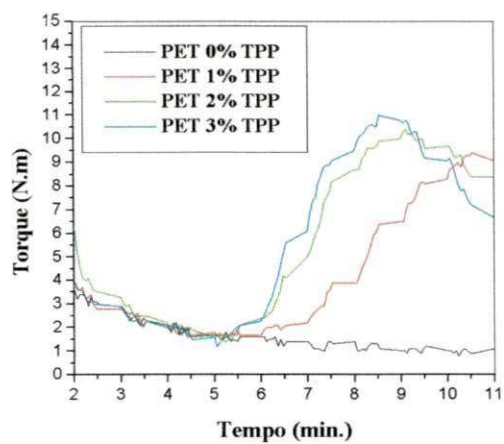 15
14
13
12
11
10
9
8
7
6
5
4
3
2
1
0
Torque (N.m)
PET 0% TPP
PET 1% TPP
PET 2% TPP
PET 3% TPP
2 3 4 5 6 7 8 9 10 11
Tempo (min.)